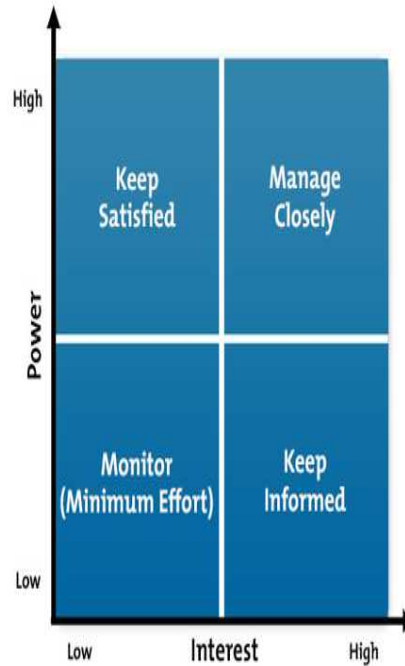 High
Keep
Satisfied
Manage
Closely
Power
Monitor
(Minimum Effort)
Keep
Informed
Low
Low
Interest
High